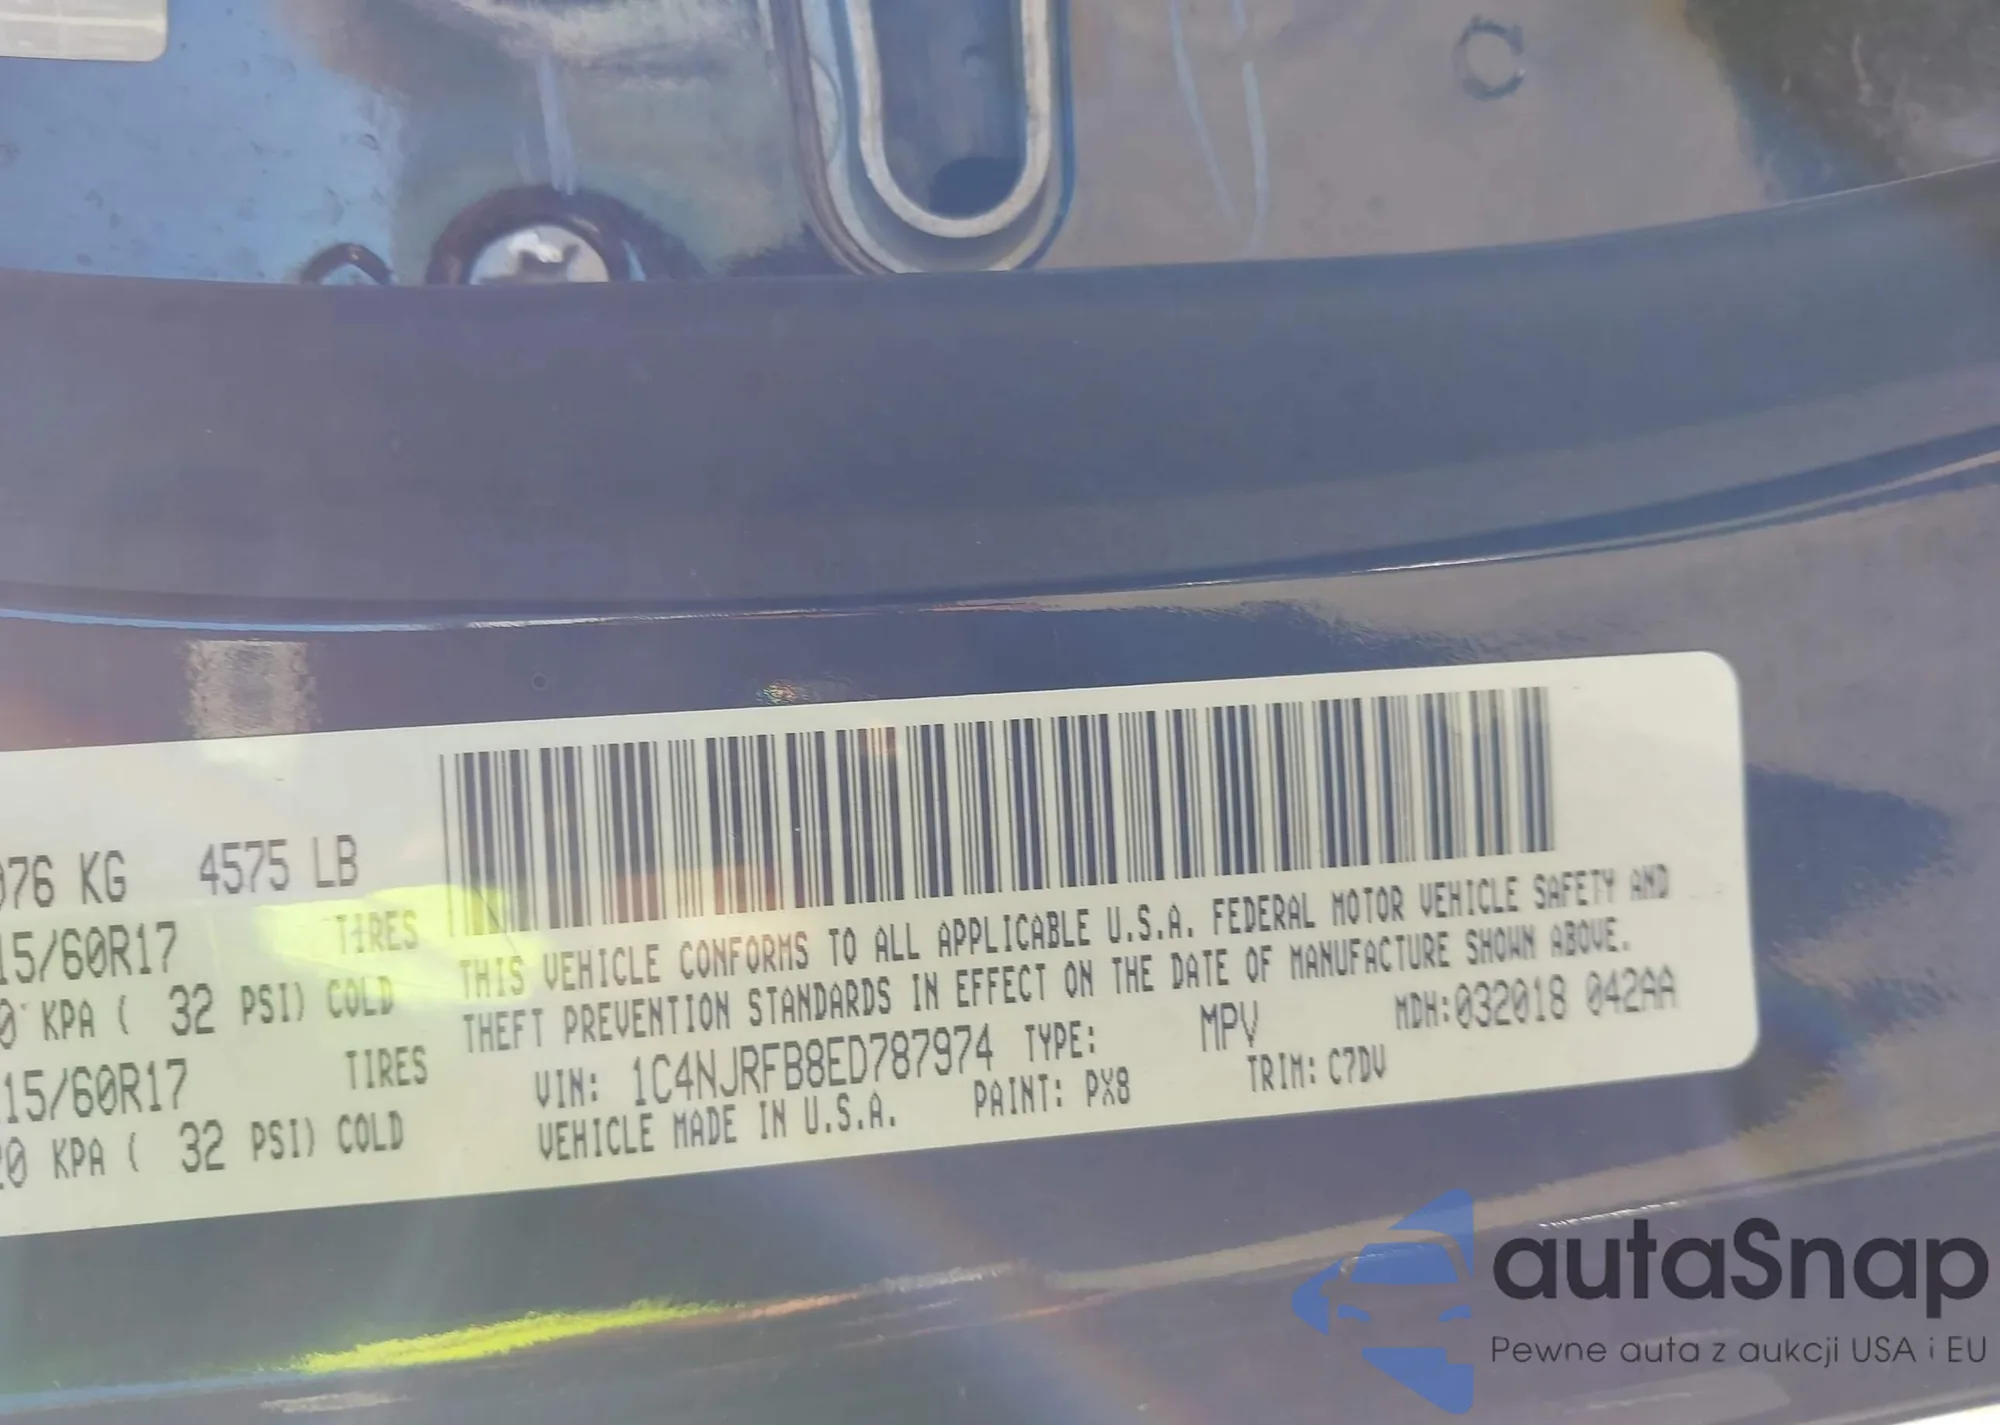 076 KG 4575 LB
15/60R17 TIRES
0 KPA ( 32 PSI) COLD
15/60R17 TIRES
20 KPA ( 32 PSI) COLD
THIS VEHICLE CONFORMS TO ALL APPLICABLE U.S.A. FEDERAL MOTOR VEHICLE SAFETY AND
THEFT PREVENTION STANDARDS IN EFFECT ON THE DATE OF MANUFACTURE SHOWN ABOVE.
VIN: 1C4NJRFB8ED787974 TYPE: MPV MDH:032018 042AA
VEHICLE MADE IN U.S.A. PAINT: PX8 TRIM: C7DV
autaSnap
Pewne auta z aukcji USA i EU